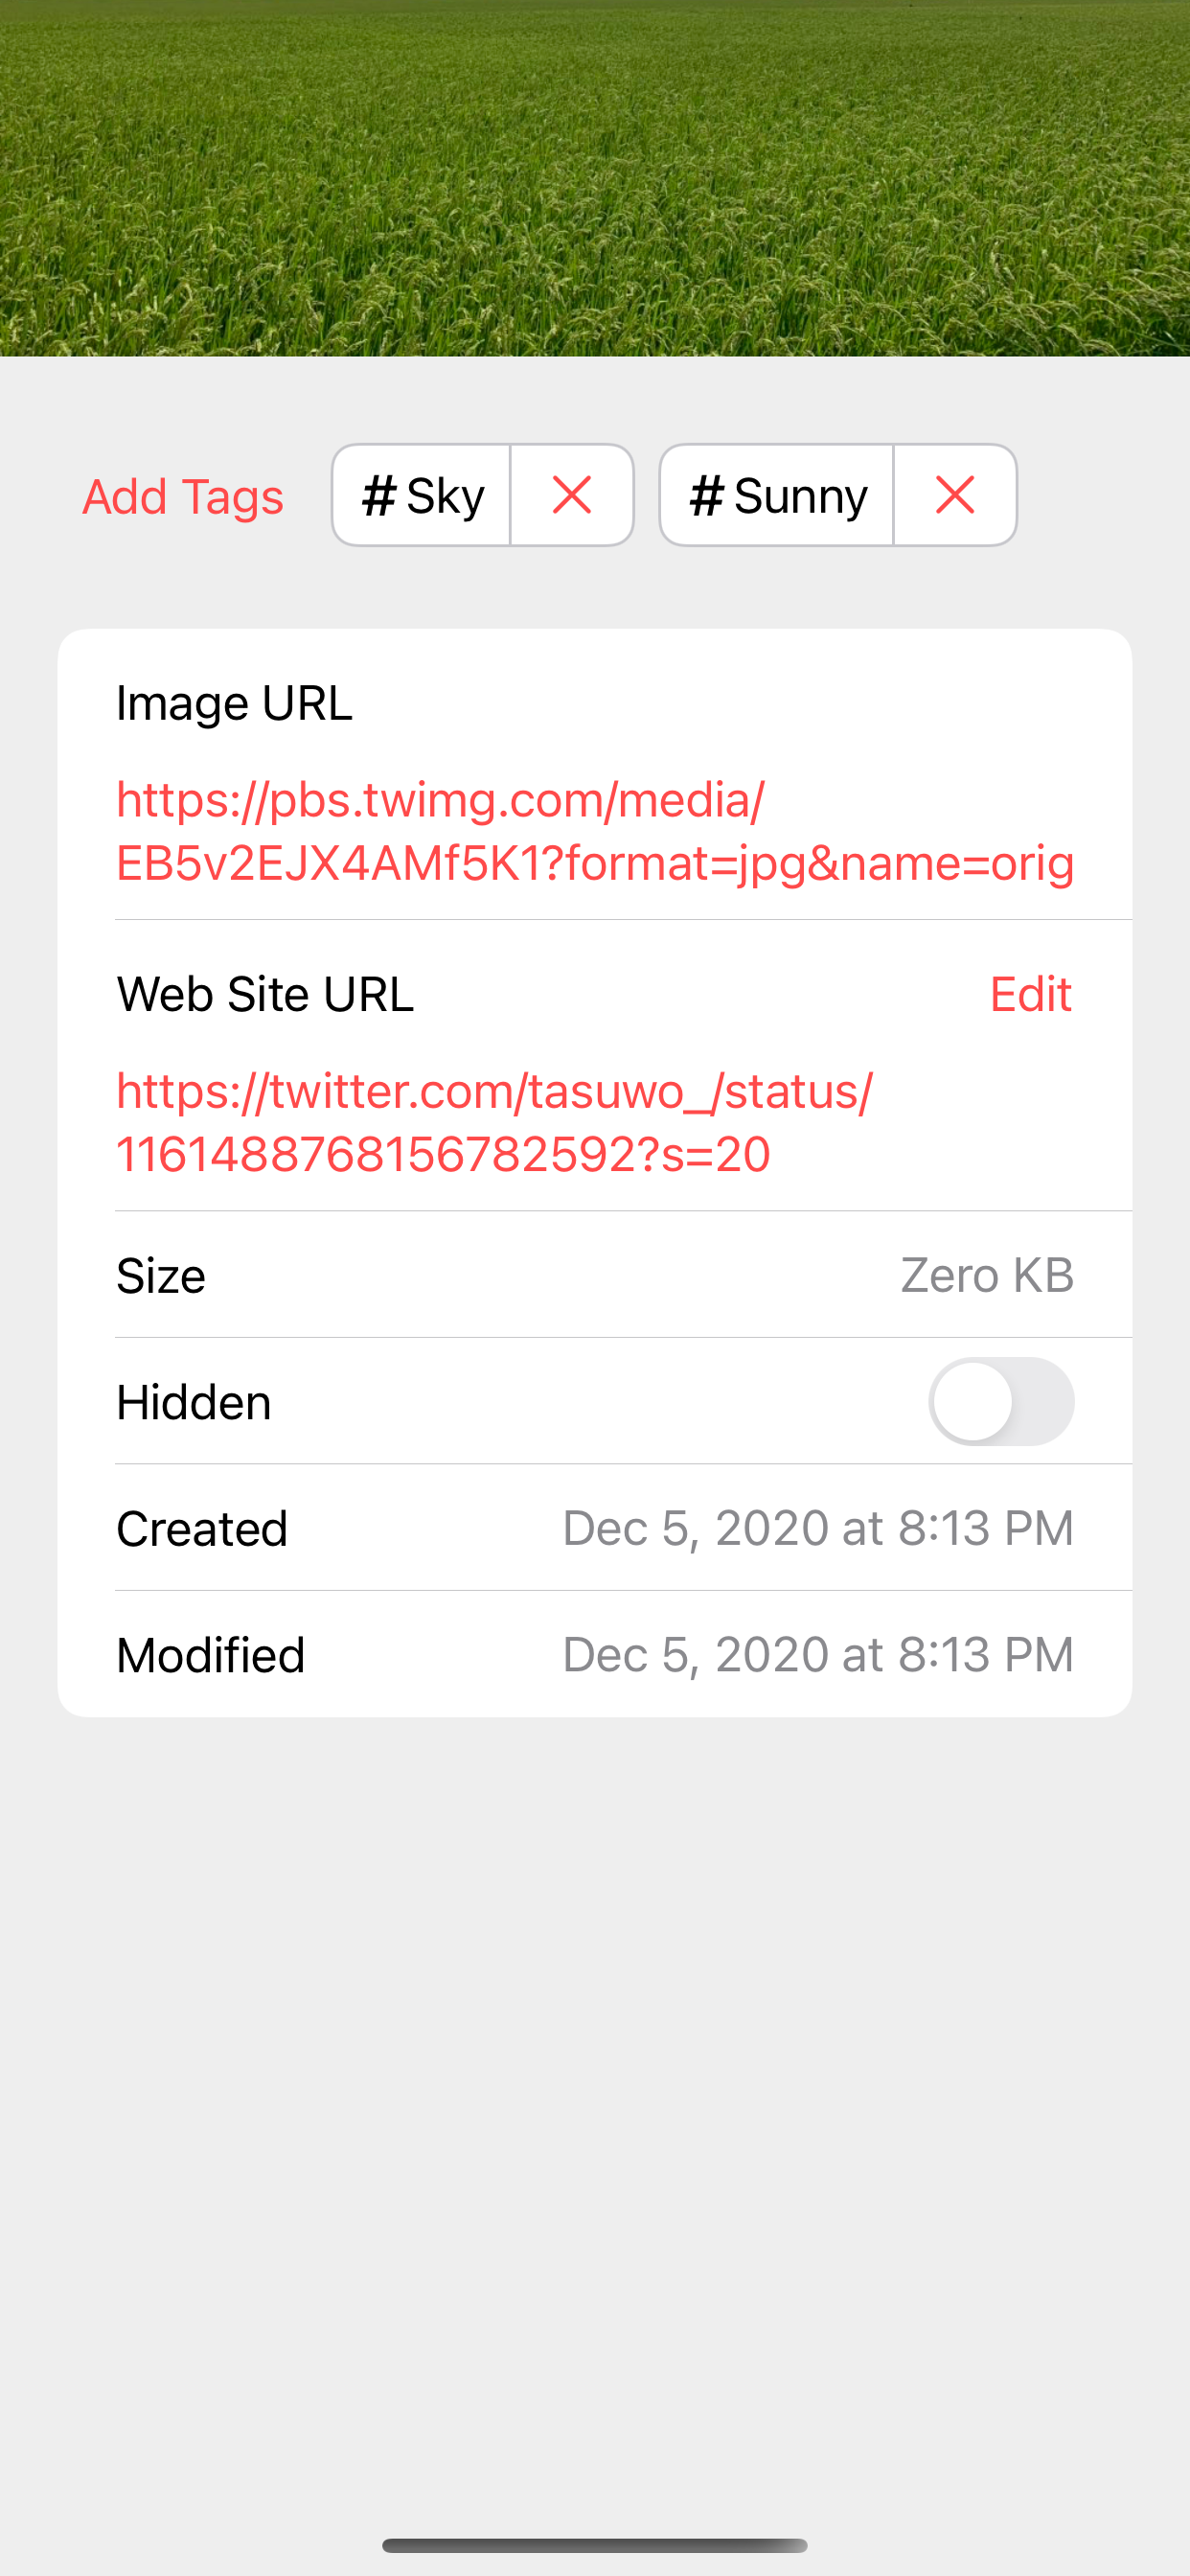 Add Tags #Sky #Sunny
Image URL
https://pbs.twimg.com/media/
EB5v2EJX4AMf5K1?format=jpg&name=orig
Web Site URL Edit
https://twitter.com/tasuwo_/status/
1161488768156782592?s=20
Size Zero KB
Hidden
Created Dec 5, 2020 at 8:13 PM
Modified Dec 5, 2020 at 8:13 PM